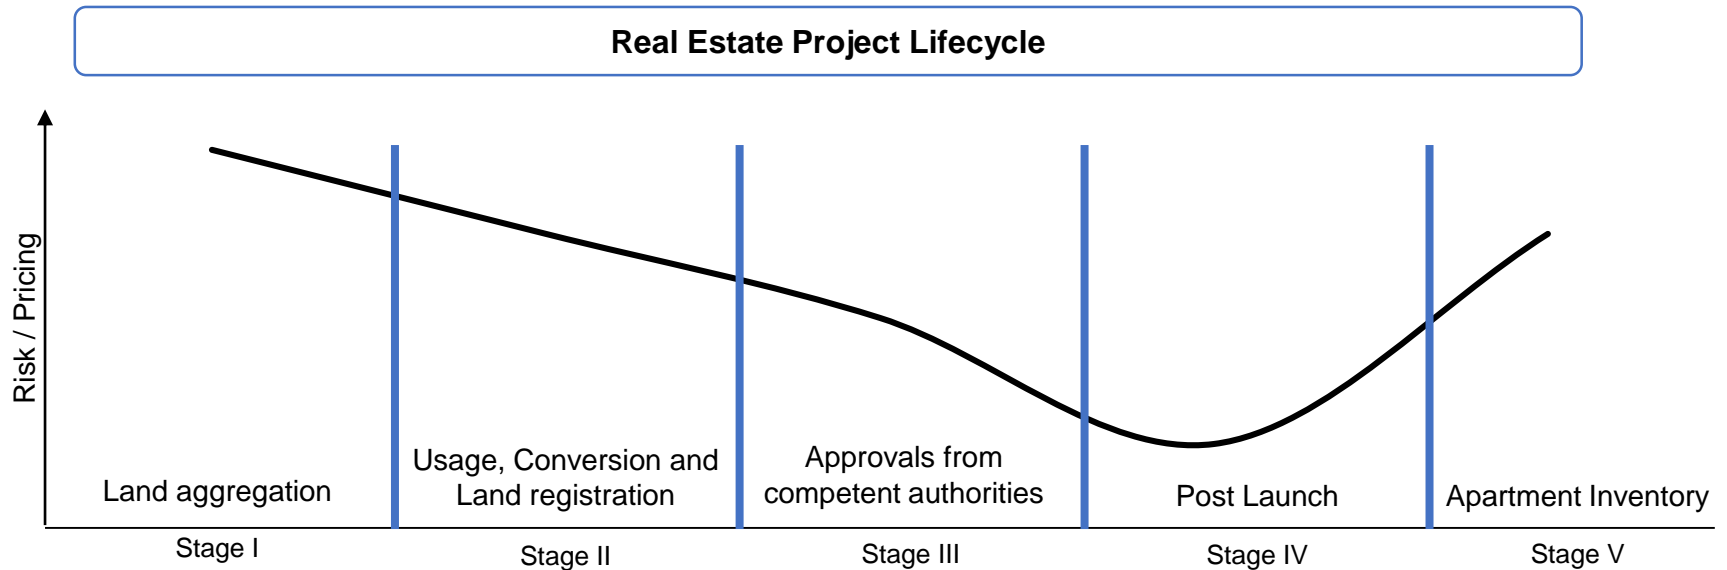 Real Estate Project Lifecycle
Risk / Pricing
Land aggregation
Usage, Conversion and
Land registration
Approvals from
competent authorities
Post Launch
Apartment Inventory
Stage I
Stage II
Stage III
Stage IV
Stage V